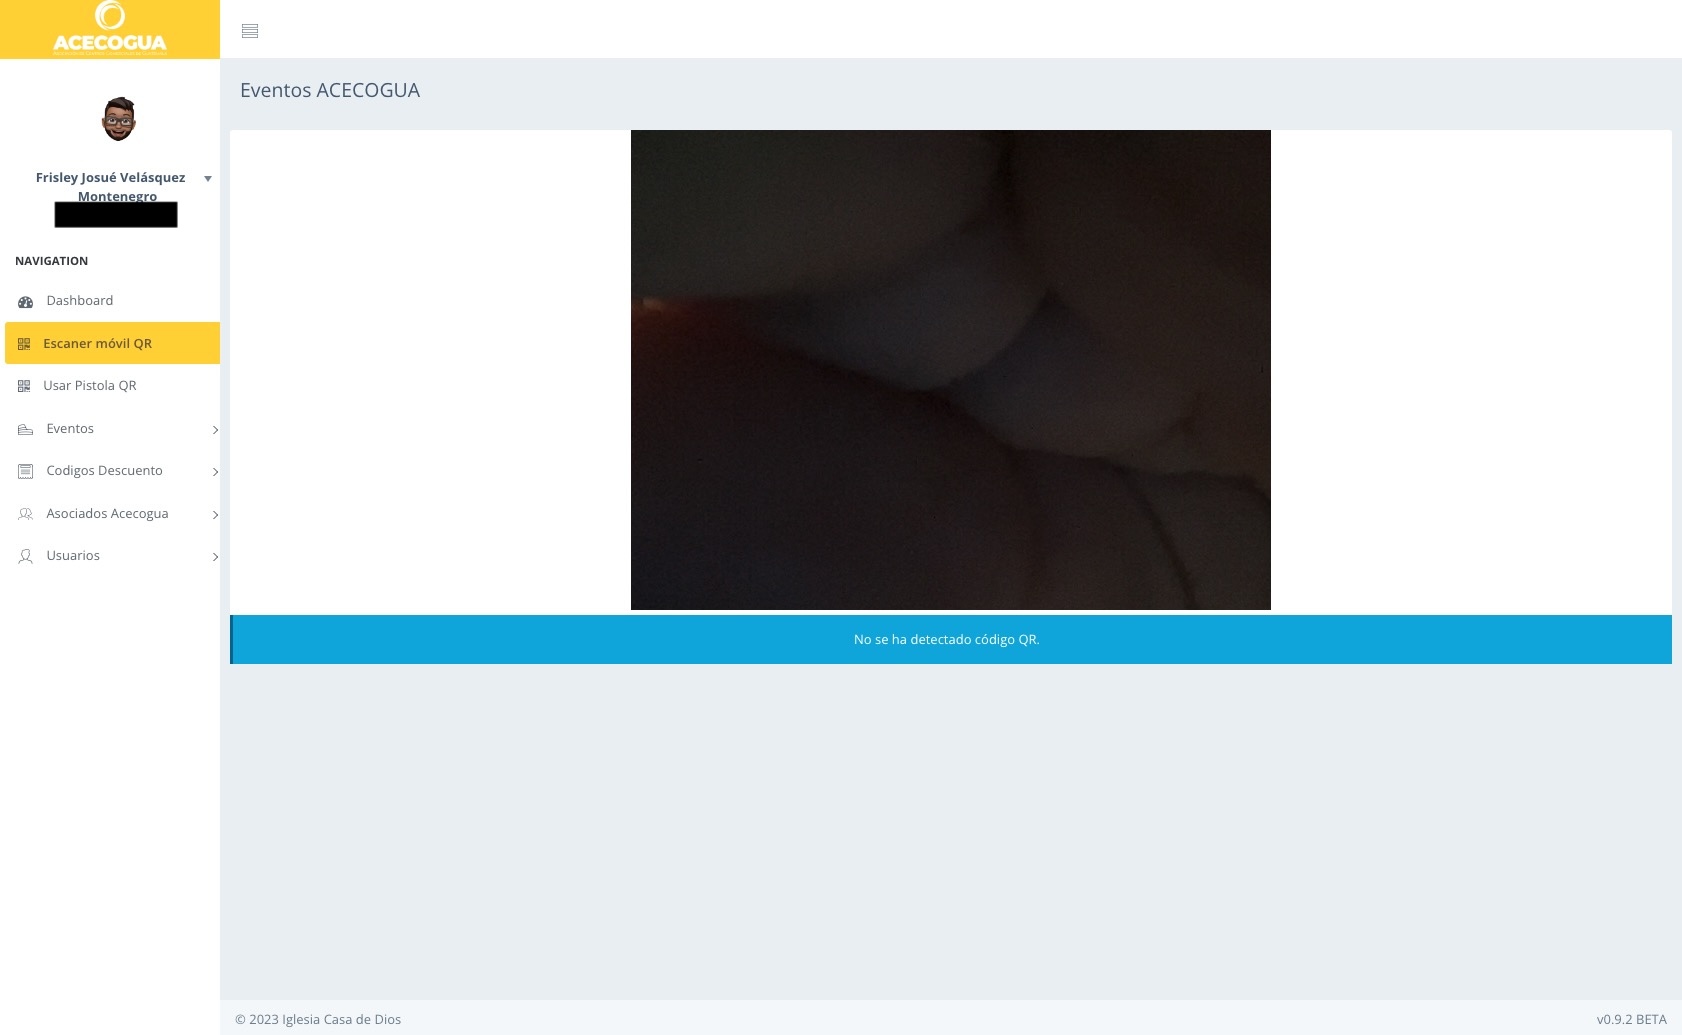 ACECOGUA
Frisley Josué Velásquez
Montenegro
NAVIGATION
Dashboard
Escaner móvil QR
Usar Pistola QR
Eventos
Codigos Descuento
Asociados Acecogua
Usuarios
Eventos ACECOGUA
No se ha detectado código QR.
© 2023 Iglesia Casa de Dios
v0.9.2 BETA